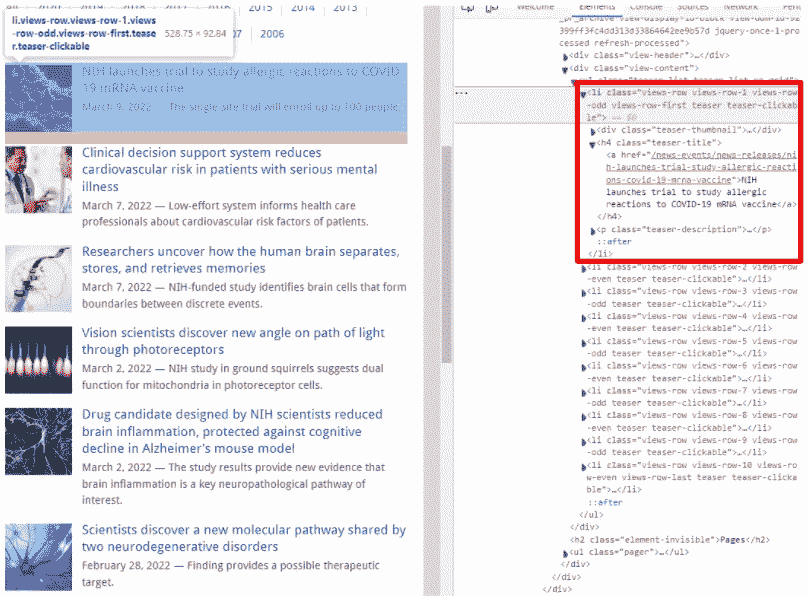 2015 2014 2013
li.views-row.views-row-1.views
-row-odd.views-row-first.tease
r.teaser-clickable
528.75 × 92.84
07 2006
NIH launches trial to study allergic reactions to COVID-
19 mRNA vaccine
March 9, 2022 — The single-site trial will enroll up to 100 people.
Clinical decision support system reduces
cardiovascular risk in patients with serious mental
illness
March 7, 2022 — Low-effort system informs health care
professionals about cardiovascular risk factors of patients.
Researchers uncover how the human brain separates,
stores, and retrieves memories
March 7, 2022 — NIH-funded study identifies brain cells that form
boundaries between discrete events.
Vision scientists discover new angle on path of light
through photoreceptors
March 2, 2022 — NIH study in ground squirrels suggests dual
function for mitochondria in photoreceptor cells.
Drug candidate designed by NIH scientists reduced
brain inflammation, protected against cognitive
decline in Alzheimer's mouse model
March 2, 2022 — The study results provide new evidence that
brain inflammation is a key neuropathological pathway of
interest.
Scientists discover a new molecular pathway shared by
two neurodegenerative disorders
February 28, 2022 — Finding provides a possible therapeutic
target.
Welcome Elements Console Sources Network
399ff3fc4dd313d33864642ee9b57d jquery-once-1-pro
cessed refresh-processed">
<div class="view-header">…</div>
<div class="view-content">
<li class="views-row views-row-1 views-row
-odd views-row-first teaser teaser-clickab
le"> == $0
<div class="teaser-thumbnail">…</div>
<h4 class="teaser-title">
<a href="/news-events/news-releases/ni
h-launches-trial-study-allergic-reacti
ons-covid-19-mrna-vaccine">NIH
launches trial to study allergic
reactions to COVID-19 mRNA vaccine</a>
</h4>
<p class="teaser-description">…</p>
::after
</li>
<li class="views-row views-row-2 views-row
-even teaser teaser-clickable">…</li>
<li class="views-row views-row-3 views-row
-odd teaser teaser-clickable">…</li>
<li class="views-row views-row-4 views-row
-even teaser teaser-clickable">…</li>
<li class="views-row views-row-5 views-row
-odd teaser teaser-clickable">…</li>
<li class="views-row views-row-6 views-row
-even teaser teaser-clickable">…</li>
<li class="views-row views-row-7 views-row
-odd teaser teaser-clickable">…</li>
<li class="views-row views-row-8 views-row
-even teaser teaser-clickable">…</li>
<li class="views-row views-row-9 views-row
-odd teaser teaser-clickable">…</li>
<li class="views-row views-row-10 views-ro
w-even views-row-last teaser teaser-clicka
ble">…</li>
::after
</ul>
</div>
<h2 class="element-invisible">Pages</h2>
<ul class="pager">…</ul>
</div>
</div>
</div>